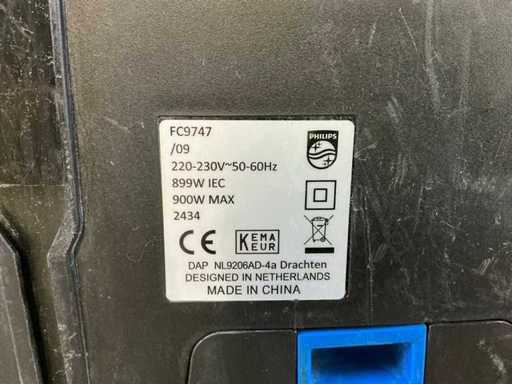 FC9747
/09
220-230V~50-60Hz
899W IEC
900W MAX
2434
PHILIPS
CE
KEMA
KEUR
DAP NL9206AD-4a Drachten
DESIGNED IN NETHERLANDS
MADE IN CHINA